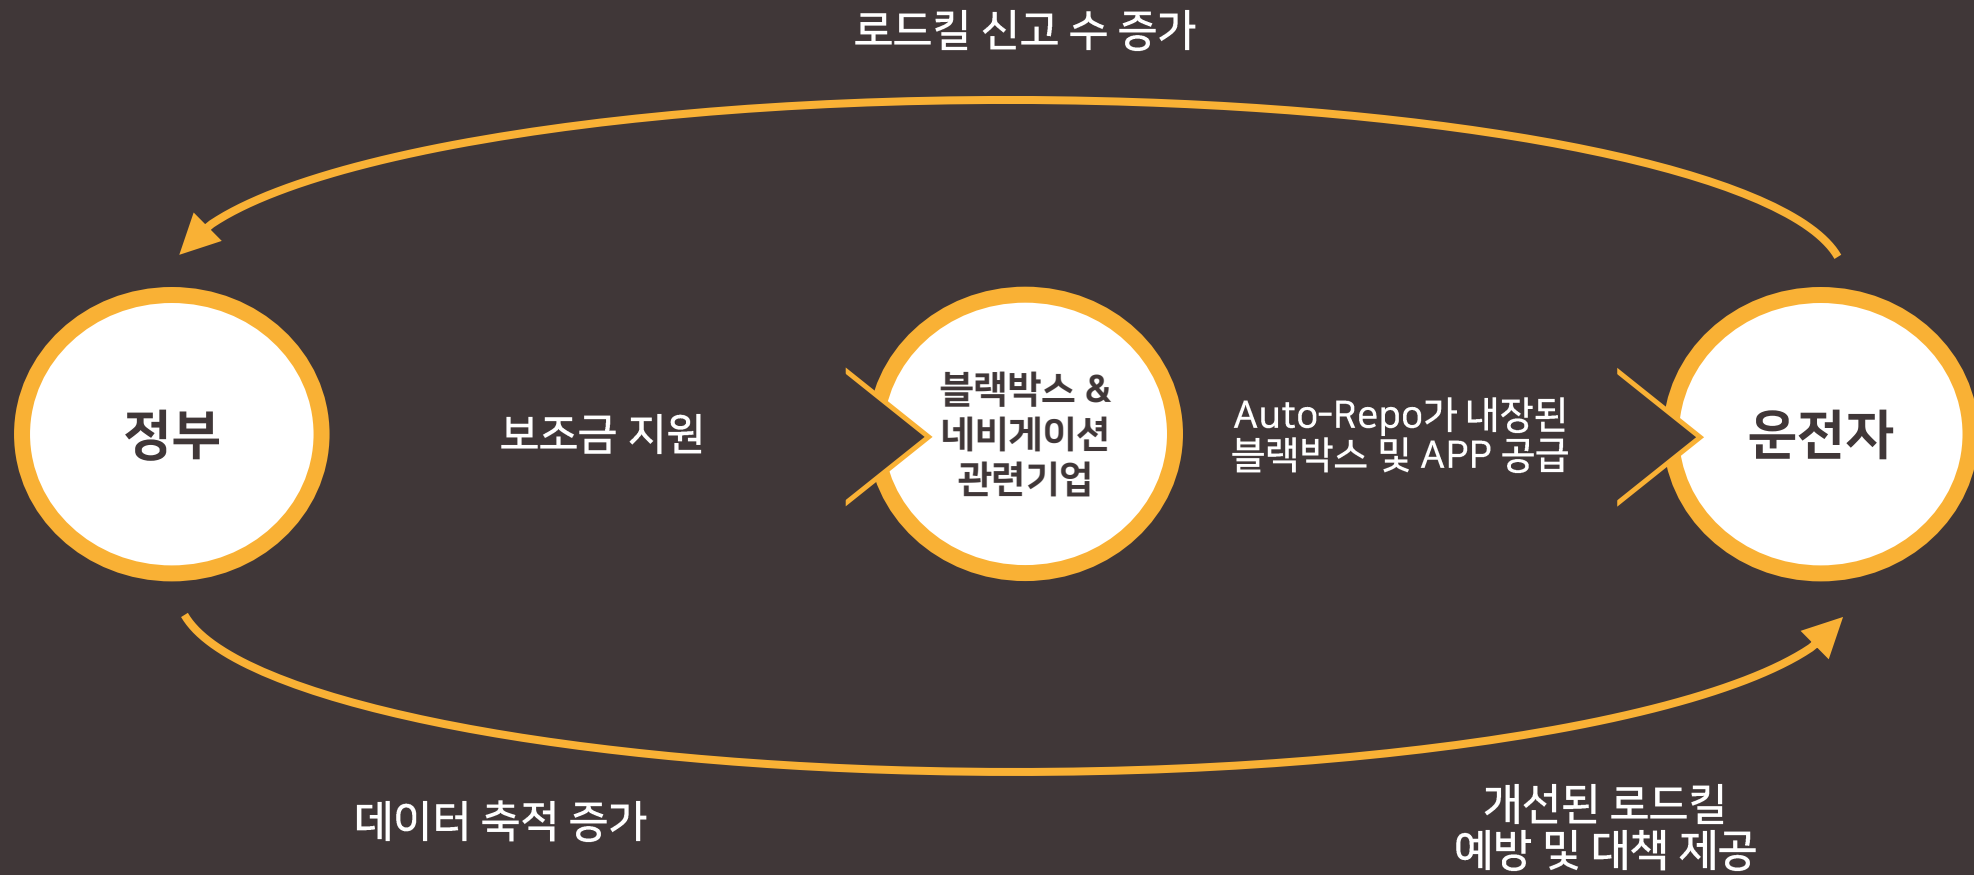 로드킬 신고 수 증가
정부
보조금 지원
블랙박스 &
네비게이션
관련기업
Auto-Repo가 내장된
블랙박스 및 APP 공급
운전자
데이터 축적 증가
개선된 로드킬
예방 및 대책 제공